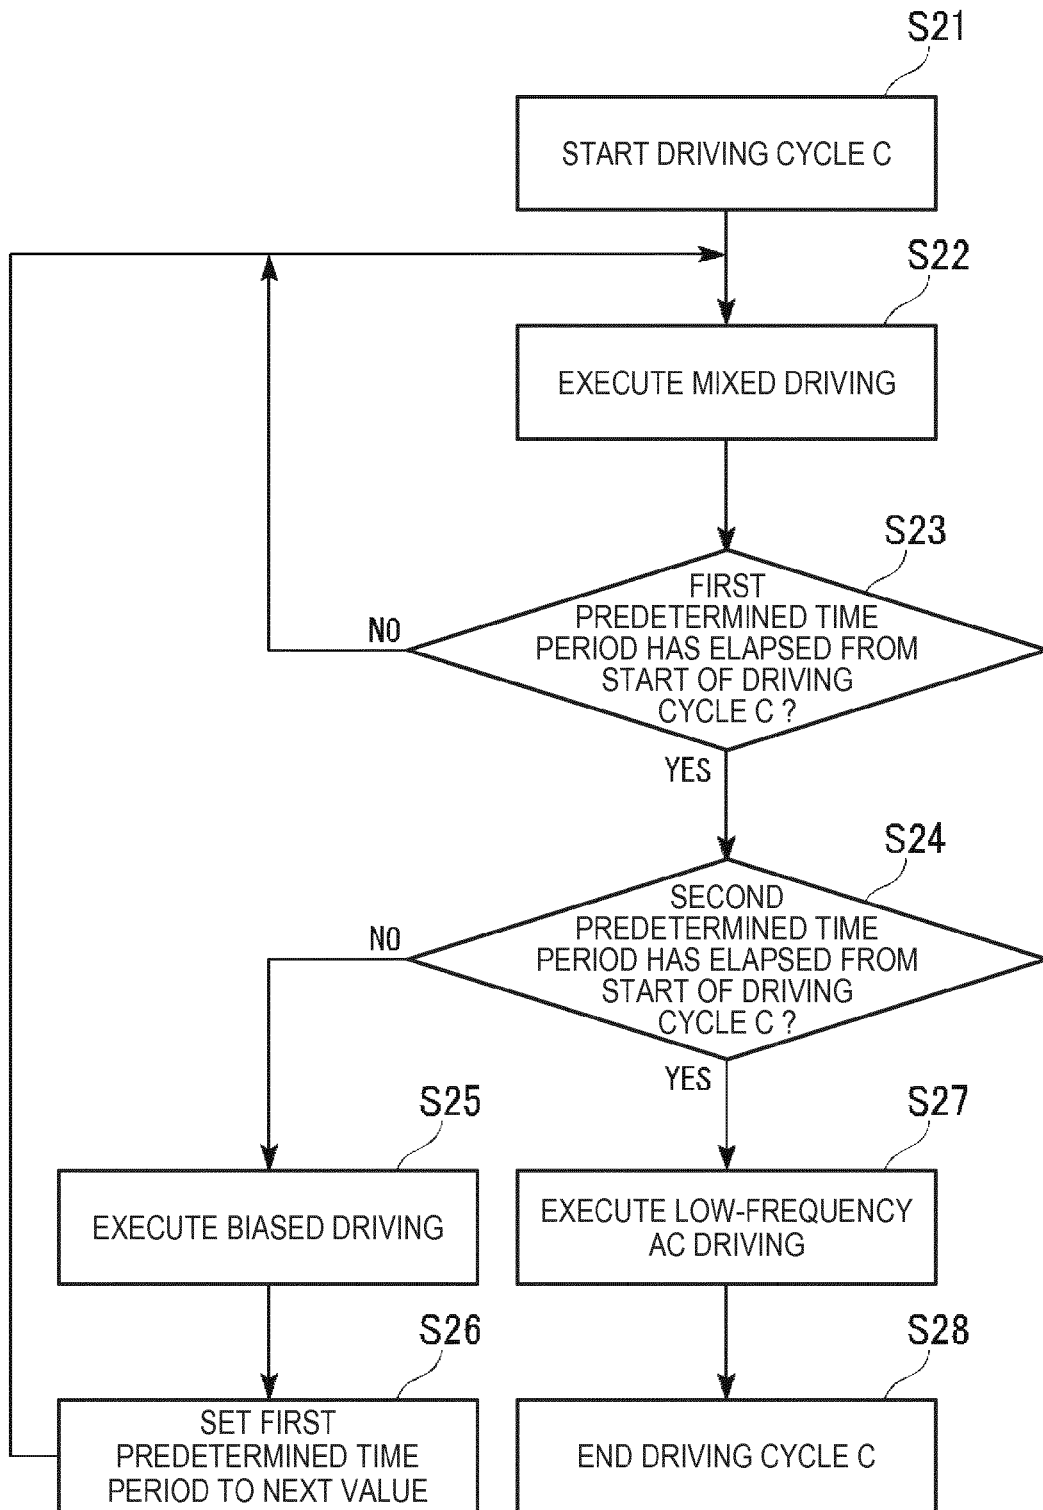 S21
START DRIVING CYCLE C
S22
EXECUTE MIXED DRIVING
S23
FIRST
PREDETERMINED TIME
PERIOD HAS ELAPSED FROM
START OF DRIVING
CYCLE C ?
NO
YES
S24
SECOND
PREDETERMINED TIME
PERIOD HAS ELAPSED FROM
START OF DRIVING
CYCLE C ?
NO
YES
S25
EXECUTE BIASED DRIVING
S27
EXECUTE LOW-FREQUENCY
AC DRIVING
S26
SET FIRST
PREDETERMINED TIME
PERIOD TO NEXT VALUE
S28
END DRIVING CYCLE C